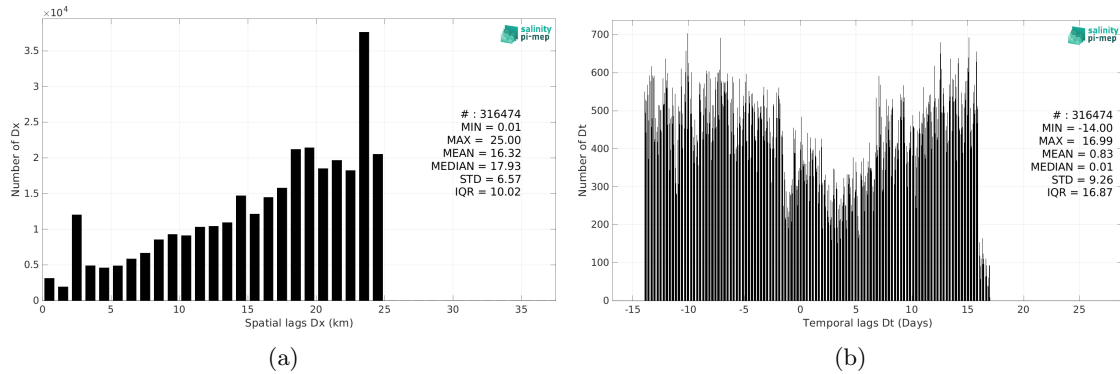 ×10⁴
3.5
3
2.5
2
1.5
1
0.5
0
Number of Dx
0 5 10 15 20 25 30 35
Spatial lags Dx (km)
salinity
pi-mep
# : 316474
MIN = 0.01
MAX = 25.00
MEAN = 16.32
MEDIAN = 17.93
STD = 6.57
IQR = 10.02
(a)
700
600
500
400
300
200
100
0
Number of Dt
-15 -10 -5 0 5 10 15 20 25
Temporal lags Dt (Days)
salinity
pi-mep
# : 316474
MIN = -14.00
MAX = 16.99
MEAN = 0.83
MEDIAN = 0.01
STD = 9.26
IQR = 16.87
(b)